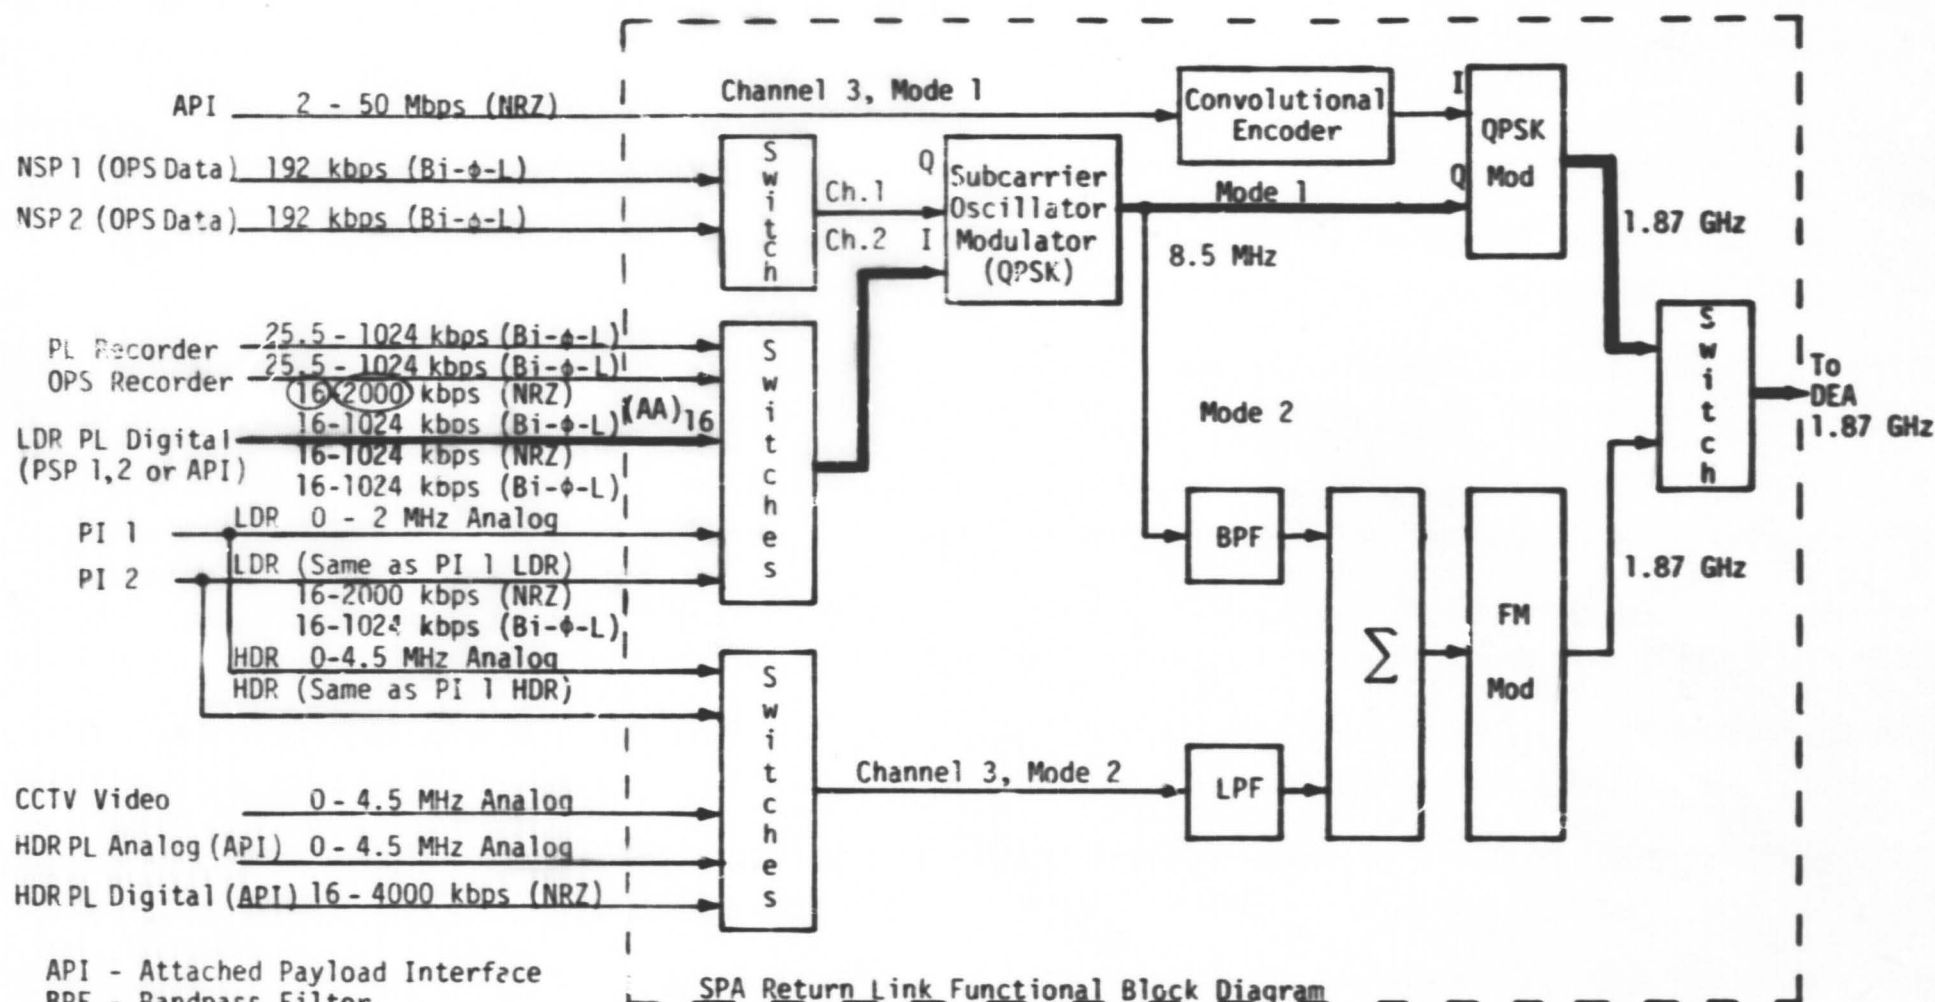 API 2 - 50 Mbps (NRZ)
Channel 3, Mode 1
Convolutional
Encoder
I
QPSK
Mod
Q
NSP 1 (OPS Data) 192 kbps (Bi-ϕ-L)
NSP 2 (OPS Data) 192 kbps (Bi-ϕ-L)
Switch
Ch.1
Ch.2
Q
I
Subcarrier
Oscillator
Modulator
(QPSK)
Mode 1
8.5 MHz
1.87 GHz
PL Recorder 25.5 - 1024 kbps (Bi-ϕ-L)
OPS Recorder 25.5 - 1024 kbps (Bi-ϕ-L)
16-2000 kbps (NRZ)
16-1024 kbps (Bi-ϕ-L)
(AA)16
LDR PL Digital
(PSP 1,2 or API)
16-1024 kbps (NRZ)
16-1024 kbps (Bi-ϕ-L)
PI 1 LDR 0 - 2 MHz Analog
PI 2 LDR (Same as PI 1 LDR)
16-2000 kbps (NRZ)
16-1024 kbps (Bi-ϕ-L)
HDR 0-4.5 MHz Analog
HDR (Same as PI 1 HDR)
Switches
Mode 2
BPF
Σ
FM
Mod
1.87 GHz
Switch
To
DEA
1.87 GHz
CCTV Video 0 - 4.5 MHz Analog
HDR PL Analog (API) 0 - 4.5 MHz Analog
HDR PL Digital (API) 16 - 4000 kbps (NRZ)
Switches
Channel 3, Mode 2
LPF
API - Attached Payload Interface
BPF - Bandpass Filter
SPA Return Link Functional Block Diagram